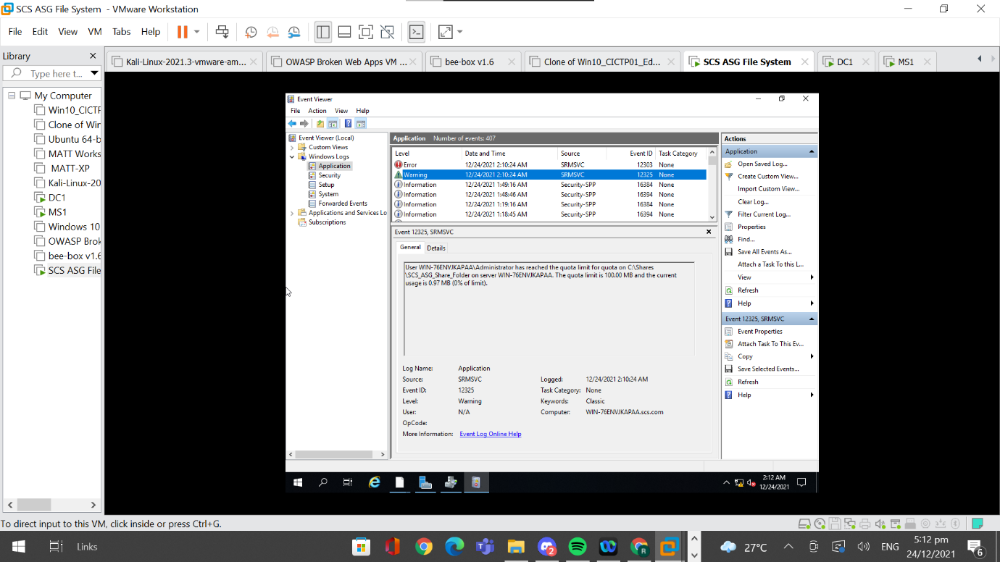 SCS ASG File System - VMware Workstation
File Edit View VM Tabs Help
Library
Type here t...
My Computer
Win10_CICTP
Clone of Win
Ubuntu 64-b
MATT Works
MATT-XP
Kali-Linux-20
DC1
MS1
Windows 10
OWASP Brok
bee-box v1.6
SCS ASG File
Kali-Linux-2021.3-vmware-am... OWASP Broken Web Apps VM ... bee-box v1.6 Clone of Win10_CICTP01_Ed... SCS ASG File System DC1 MS1
Event Viewer
File Action View Help
Event Viewer (Local)
Custom Views
Windows Logs
Application
Security
Setup
System
Forwarded Events
Applications and Services Lo
Subscriptions
Application Number of events: 407
Level Date and Time Source Event ID Task Category
Error 12/24/2021 2:10:24 AM SRMSVC 12303 None
Warning 12/24/2021 2:10:24 AM SRMSVC 12325 None
Information 12/24/2021 1:49:16 AM Security-SPP 16384 None
Information 12/24/2021 1:48:46 AM Security-SPP 16394 None
Information 12/24/2021 1:19:16 AM Security-SPP 16384 None
Information 12/24/2021 1:18:45 AM Security-SPP 16394 None
Event 12325, SRMSVC
General Details
User WIN-76ENVJKAPAA\Administrator has reached the quota limit for quota on C:\Shares
\SCS_ASG_Share_Folder on server WIN-76ENVJKAPAA. The quota limit is 100.00 MB and the current
usage is 0.97 MB (0% of limit).
Log Name: Application
Source: SRMSVC Logged: 12/24/2021 2:10:24 AM
Event ID: 12325 Task Category: None
Level: Warning Keywords: Classic
User: N/A Computer: WIN-76ENVJKAPAA.scs.com
OpCode:
More Information: Event Log Online Help
Actions
Application
Open Saved Log...
Create Custom View...
Import Custom View...
Clear Log...
Filter Current Log...
Properties
Find...
Save All Events As...
Attach a Task To this L...
View
Refresh
Help
Event 12325, SRMSVC
Event Properties
Attach Task To This Ev...
Copy
Save Selected Events...
Refresh
Help
2:12 AM
12/24/2021
To direct input to this VM, click inside or press Ctrl+G.
Links
2
R
27°C
ENG
5:12 pm
24/12/2021
6